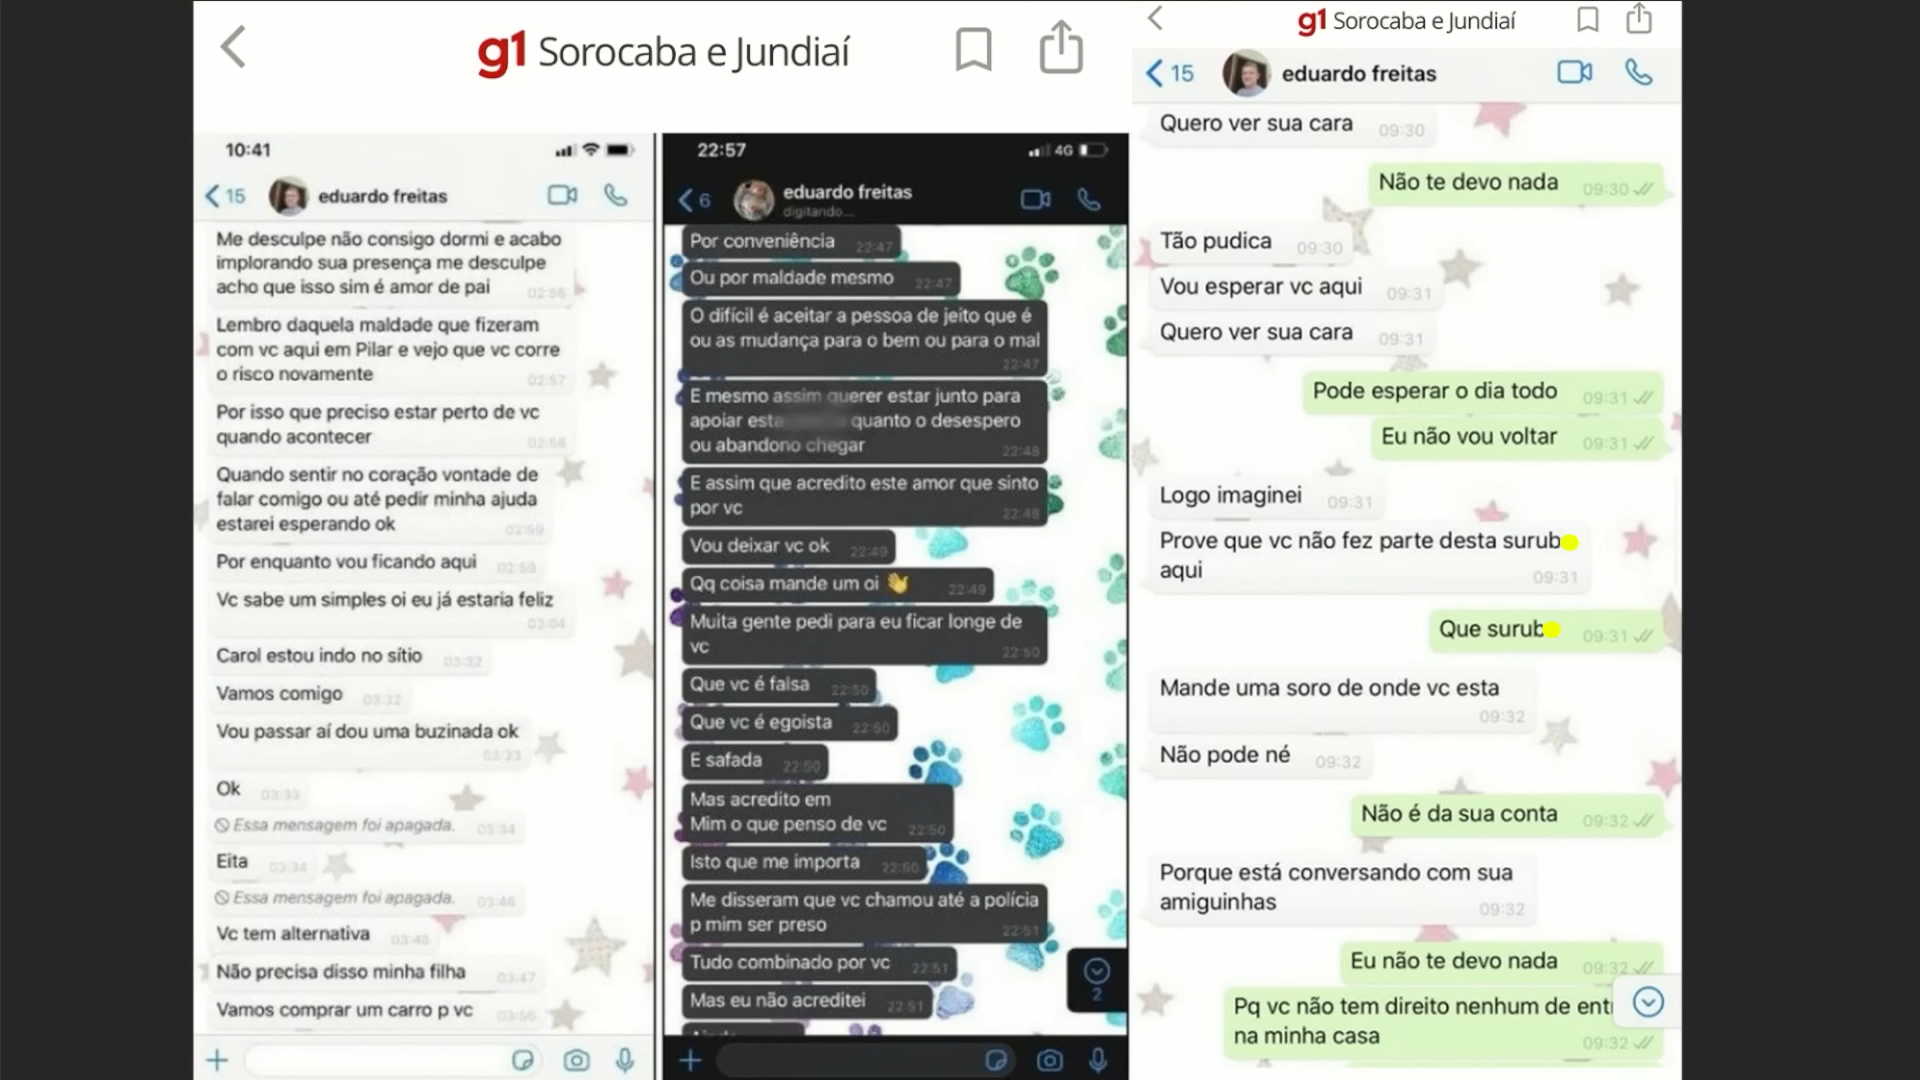 g1 Sorocaba e Jundiaí
10:41
15
eduardo freitas
Me desculpe não consigo dormi e acabo
implorando sua presença me desculpe
acho que isso sim é amor de pai 02:56
Lembro daquela maldade que fizeram
com vc aqui em Pilar e vejo que vc corre
o risco novamente 02:57
Por isso que preciso estar perto de vc
quando acontecer 02:58
Quando sentir no coração vontade de
falar comigo ou até pedir minha ajuda
estarei esperando ok 02:59
Por enquanto vou ficando aqui 02:59
Vc sabe um simples oi eu já estaria feliz
03:04
Carol estou indo no sítio 03:32
Vamos comigo 03:32
Vou passar aí dou uma buzinada ok
03:33
Ok 03:33
Essa mensagem foi apagada. 03:34
Eita 03:34
Essa mensagem foi apagada. 03:46
Vc tem alternativa 03:46
Não precisa disso minha filha 03:47
Vamos comprar um carro p vc 03:56
22:57
4G
6
eduardo freitas
digitando...
Por conveniência 22:47
Ou por maldade mesmo 22:47
O difícil é aceitar a pessoa de jeito que é
ou as mudança para o bem ou para o mal
22:47
E mesmo assim querer estar junto para
apoiar esta quanto o desespero
ou abandono chegar 22:48
E assim que acredito este amor que sinto
por vc 22:48
Vou deixar vc ok 22:49
Qq coisa mande um oi 👋 22:49
Muita gente pedi para eu ficar longe de
vc 22:50
Que vc é falsa 22:50
Que vc é egoista 22:50
E safada 22:50
Mas acredito em
Mim o que penso de vc 22:50
Isto que me importa 22:50
Me disseram que vc chamou até a polícia
p mim ser preso 22:51
Tudo combinado por vc 22:51
Mas eu não acreditei 22:51
2
g1 Sorocaba e Jundiaí
15
eduardo freitas
Quero ver sua cara 09:30
Não te devo nada 09:30
Tão pudica 09:30
Vou esperar vc aqui 09:31
Quero ver sua cara 09:31
Pode esperar o dia todo 09:31
Eu não vou voltar 09:31
Logo imaginei 09:31
Prove que vc não fez parte desta surub
aqui 09:31
Que surub 09:31
Mande uma soro de onde vc esta
09:32
Não pode né 09:32
Não é da sua conta 09:32
Porque está conversando com sua
amiguinhas 09:32
Eu não te devo nada 09:32
Pq vc não tem direito nenhum de ent
na minha casa 09:32